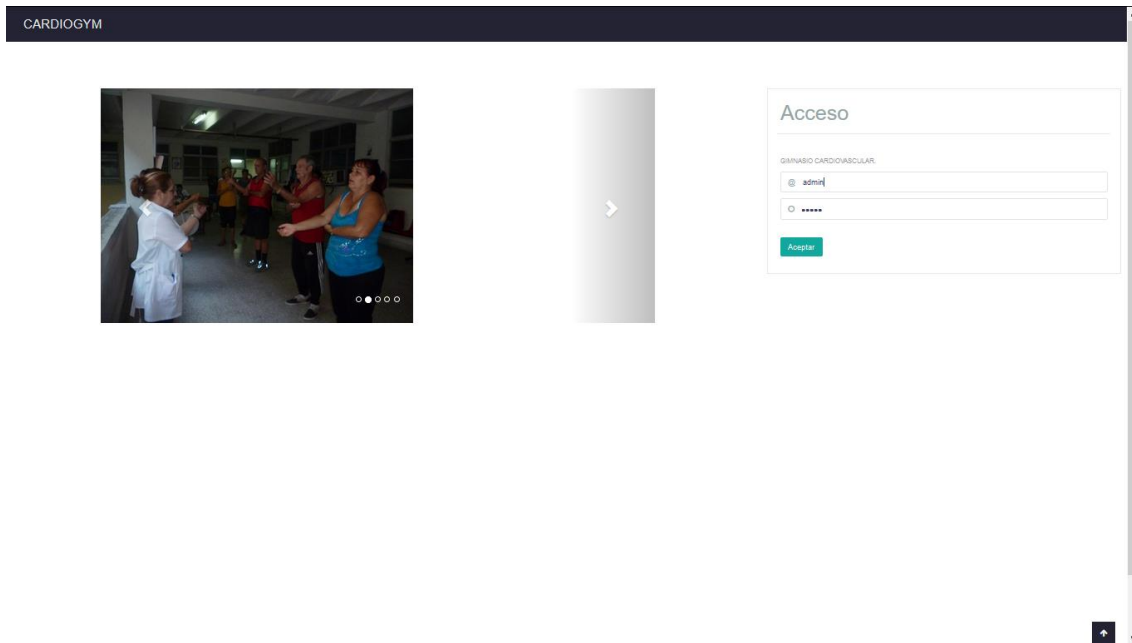 CARDIOGYM
Acceso
GIMNASIO CARDIOVASCULAR
@ admin
•••••
Aceptar